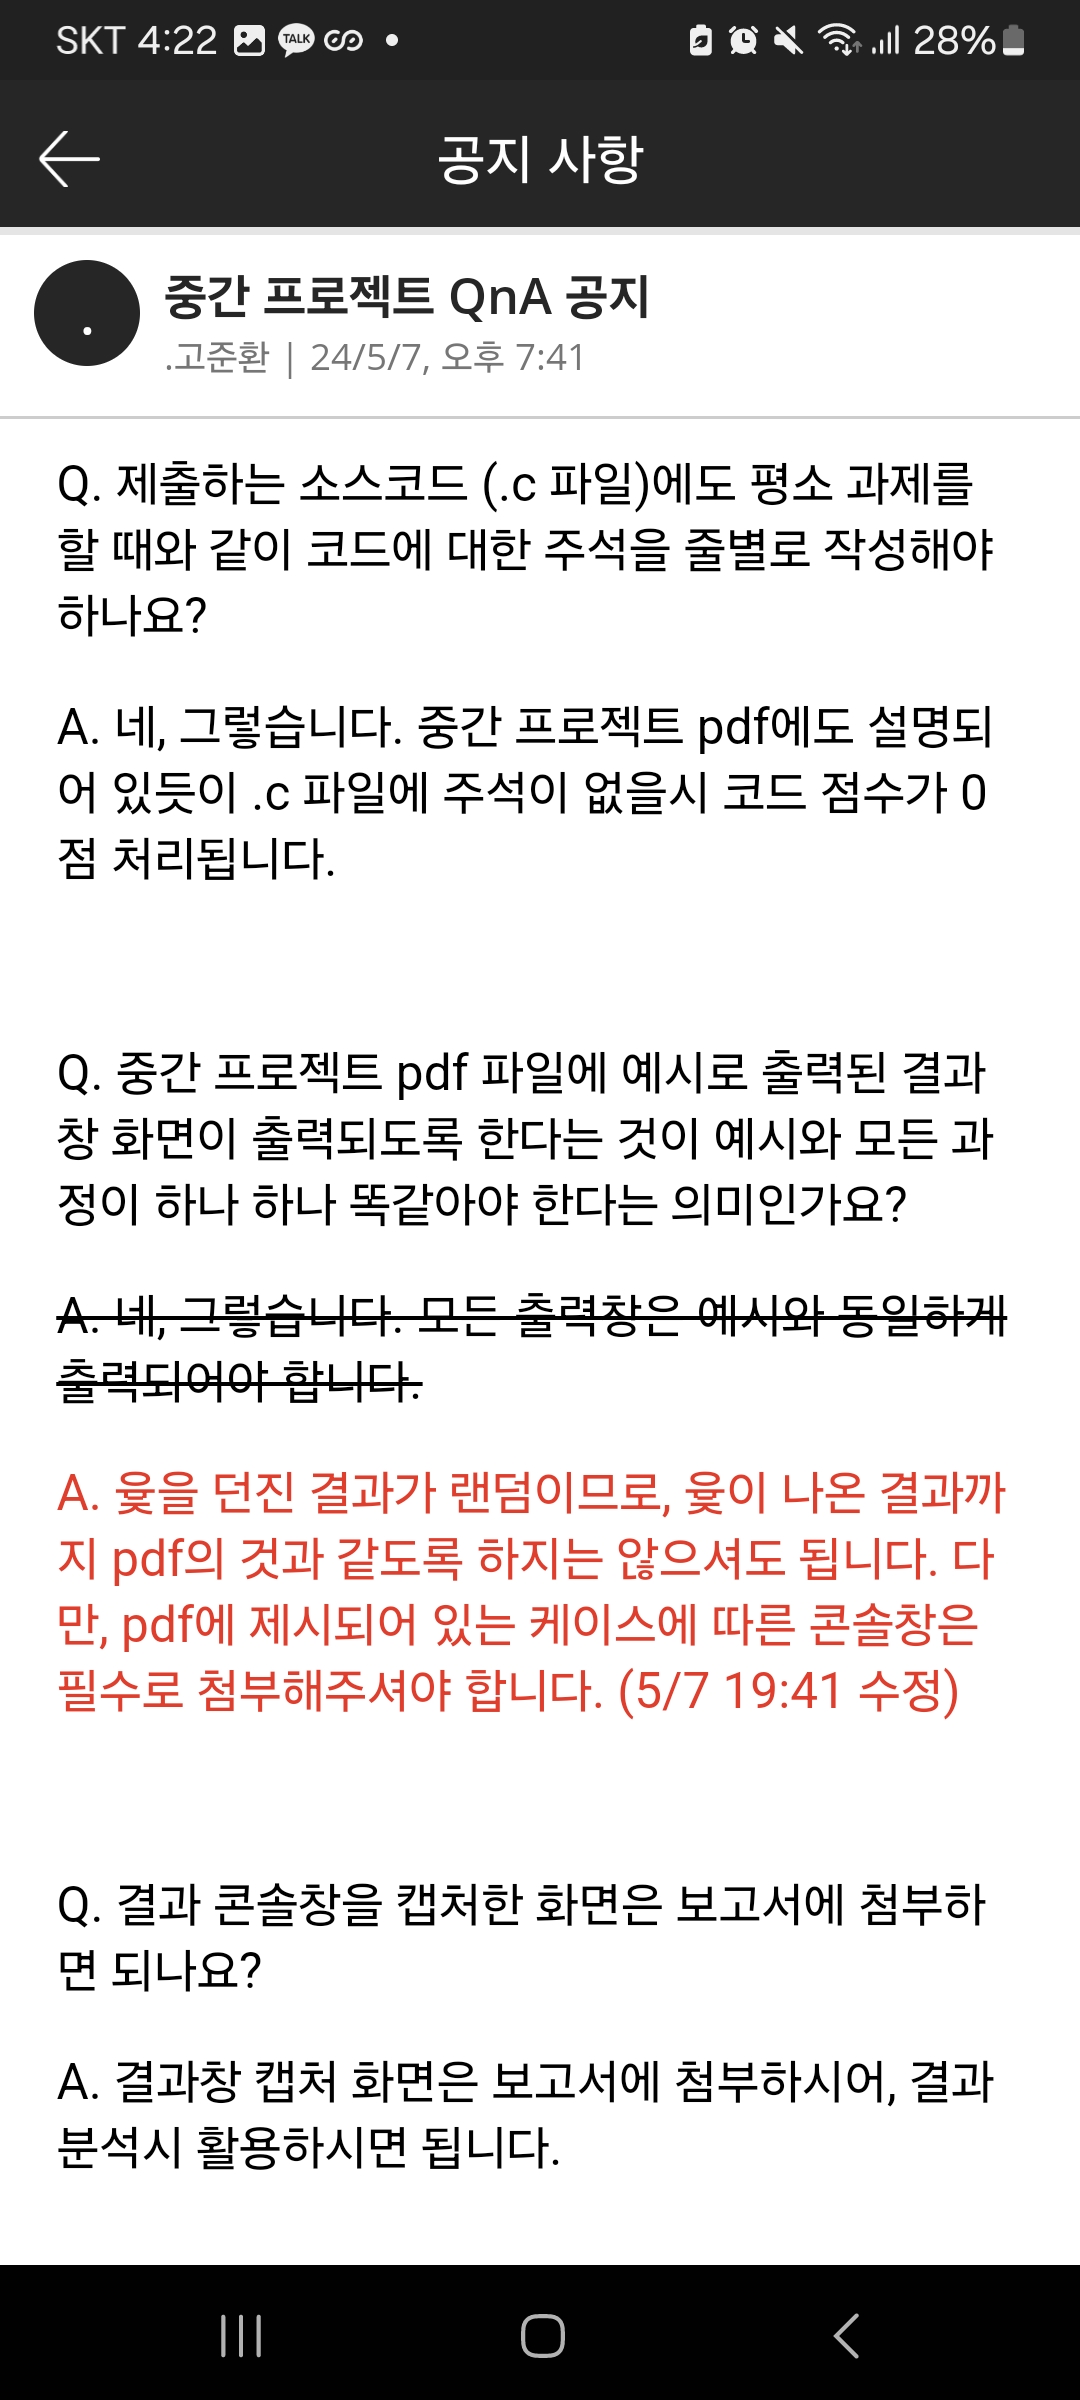 SKT 4:22 TALK 28%
공지 사항
중간 프로젝트 QnA 공지
.고준환 | 24/5/7, 오후 7:41
Q. 제출하는 소스코드 (.c 파일)에도 평소 과제를
할 때와 같이 코드에 대한 주석을 줄별로 작성해야
하나요?
A. 네, 그렇습니다. 중간 프로젝트 pdf에도 설명되
어 있듯이 .c 파일에 주석이 없을시 코드 점수가 0
점 처리됩니다.
Q. 중간 프로젝트 pdf 파일에 예시로 출력된 결과
창 화면이 출력되도록 한다는 것이 예시와 모든 과
정이 하나 하나 똑같아야 한다는 의미인가요?
A. 네, 그렇습니다. 모든 출력창은 예시와 동일하게
출력되어야 합니다.
A. 윷을 던진 결과가 랜덤이므로, 윷이 나온 결과까
지 pdf의 것과 같도록 하지는 않으셔도 됩니다. 다
만, pdf에 제시되어 있는 케이스에 따른 콘솔창은
필수로 첨부해주셔야 합니다. (5/7 19:41 수정)
Q. 결과 콘솔창을 캡처한 화면은 보고서에 첨부하
면 되나요?
A. 결과창 캡처 화면은 보고서에 첨부하시어, 결과
분석시 활용하시면 됩니다.